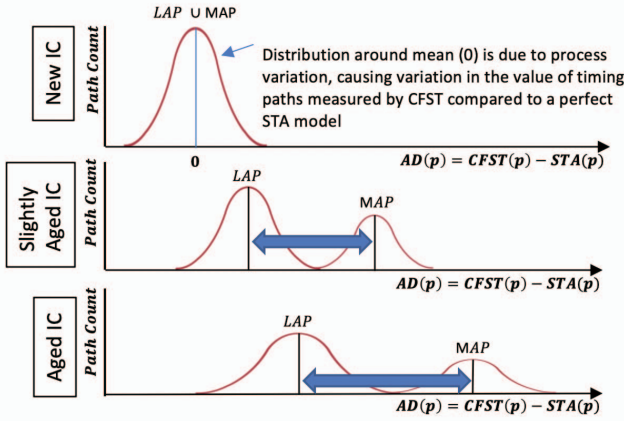 LAP ∪ MAP
New IC
Path Count
Distribution around mean (0) is due to process
variation, causing variation in the value of timing
paths measured by CFST compared to a perfect
STA model
0
AD(p) = CFST(p) − STA(p)
Slightly
Aged IC
Path Count
LAP
MAP
AD(p) = CFST(p) − STA(p)
Aged IC
Path Count
LAP
MAP
AD(p) = CFST(p) − STA(p)